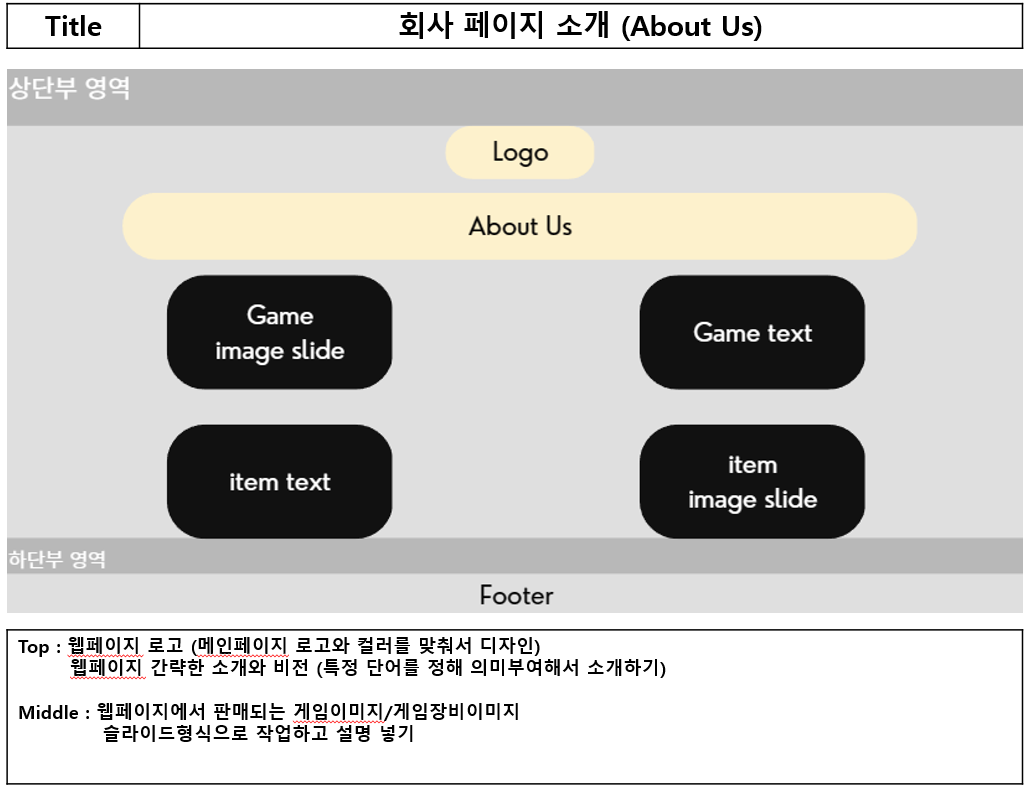 Title
회사 페이지 소개 (About Us)
상단부 영역
Logo
About Us
Game
image slide
Game text
item text
item
image slide
하단부 영역
Footer
Top : 웹페이지 로고 (메인페이지 로고와 컬러를 맞춰서 디자인)
웹페이지 간략한 소개와 비전 (특정 단어를 정해 의미부여해서 소개하기)
Middle : 웹페이지에서 판매되는 게임이미지/게임장비이미지
슬라이드형식으로 작업하고 설명 넣기